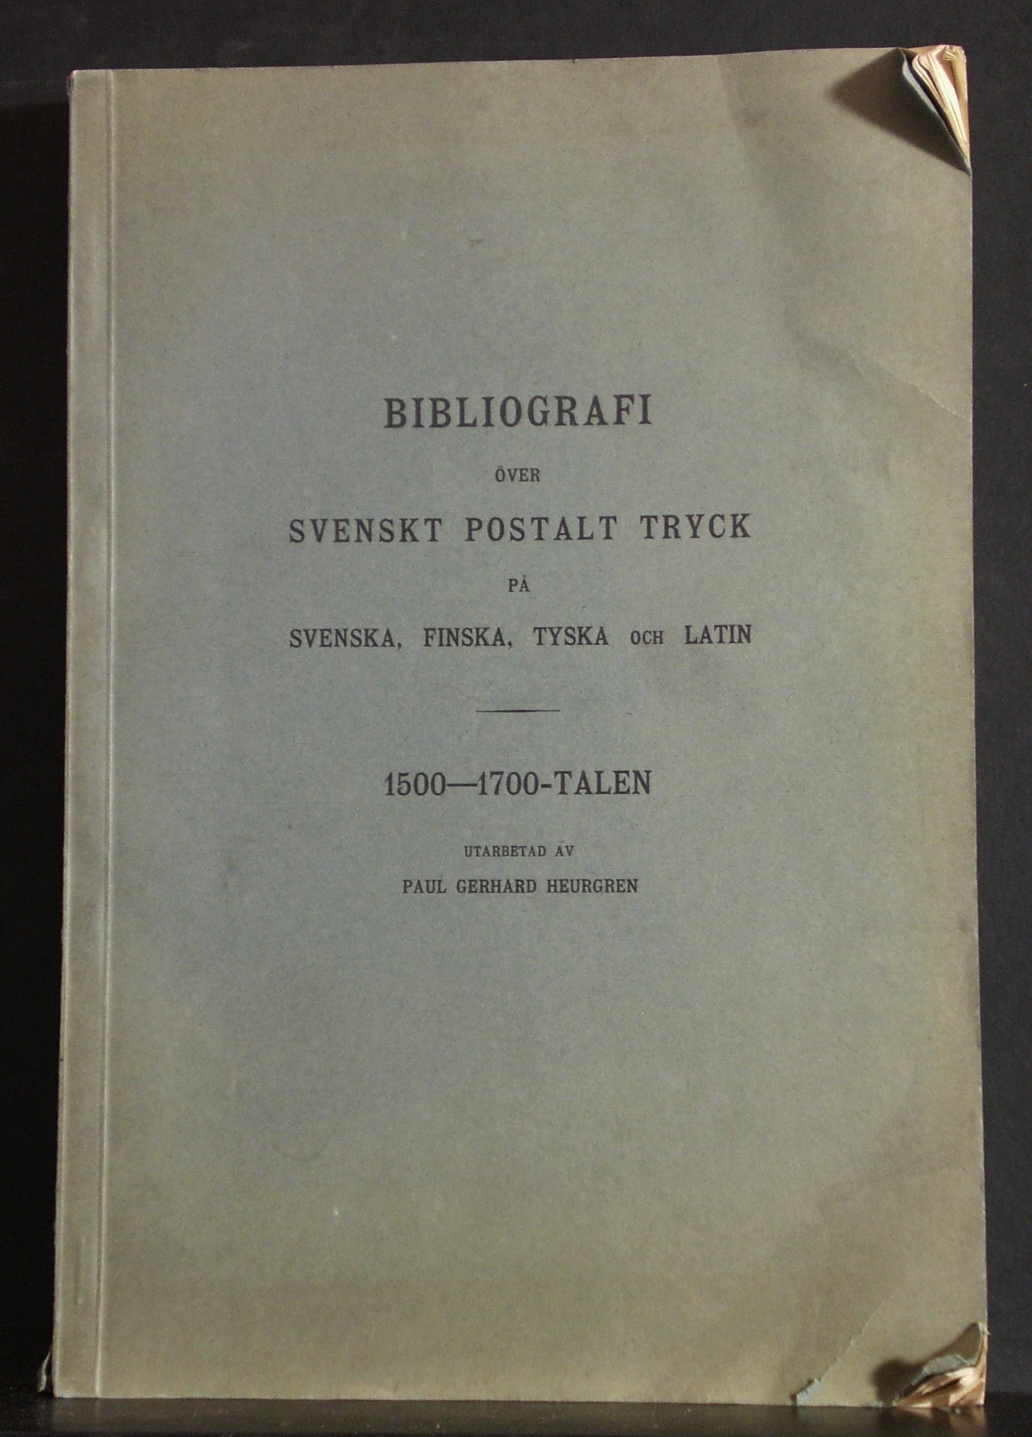 BIBLIOGRAFI
ÖVER
SVENSKT POSTALT TRYCK
PÅ
SVENSKA, FINSKA, TYSKA OCH LATIN
1500—1700-TALEN
UTARBETAD AV
PAUL GERHARD HEURGREN